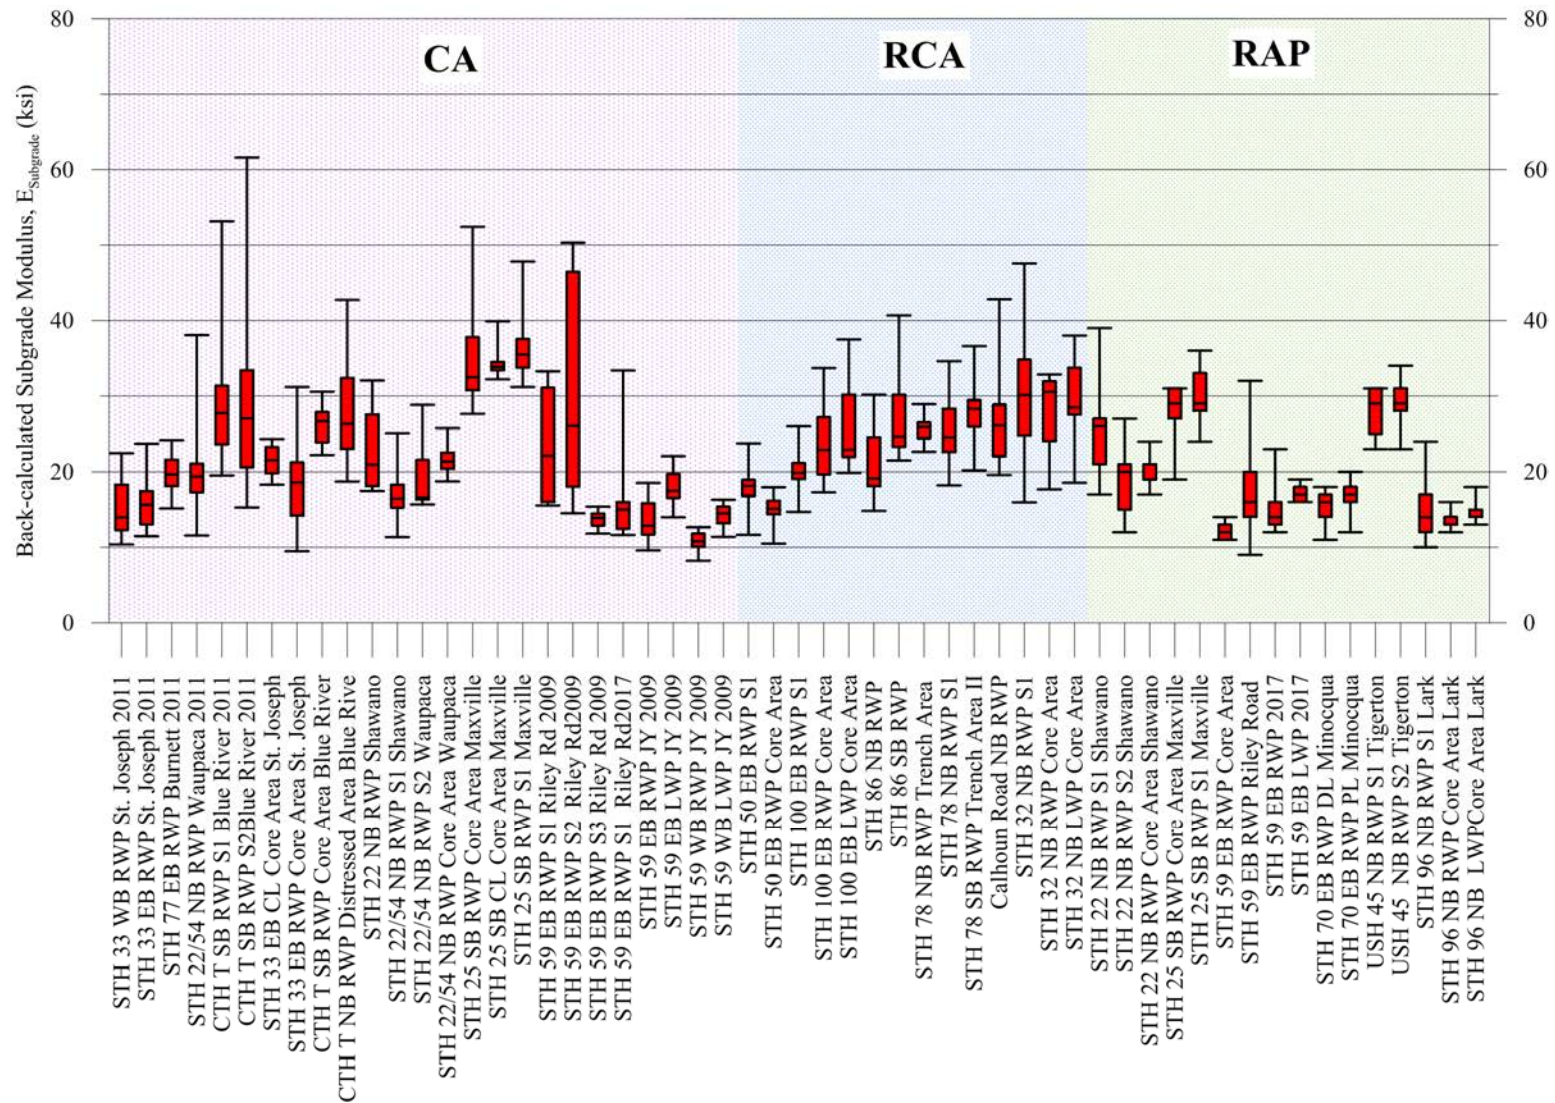 CA
RCA
RAP
Back-calculated Subgrade Modulus, E_Subgrade (ksi)
80
60
40
20
0
80
60
40
20
0
STH 33 WB RWP St. Joseph 2011
STH 33 EB RWP St. Joseph 2011
STH 77 EB RWP Burnett 2011
STH 22/54 NB RWP Waupaca 2011
CTH T SB RWP S1 Blue River 2011
CTH T SB RWP S2Blue River 2011
STH 33 EB CL Core Area St. Joseph
STH 33 EB RWP Core Area St. Joseph
CTH T SB RWP Core Area Blue River
CTH T NB RWP Distressed Area Blue Rive
STH 22 NB RWP Shawano
STH 22/54 NB RWP S1 Shawano
STH 22/54 NB RWP S2 Waupaca
STH 22/54 NB RWP Core Area Waupaca
STH 25 SB RWP Core Area Maxville
STH 25 SB CL Core Area Maxville
STH 25 SB RWP S1 Maxville
STH 59 EB RWP S1 Riley Rd 2009
STH 59 EB RWP S2 Riley Rd2009
STH 59 EB RWP S3 Riley Rd 2009
STH 59 EB RWP S1 Riley Rd2017
STH 59 EB RWP JY 2009
STH 59 EB LWP JY 2009
STH 59 WB RWP JY 2009
STH 59 WB LWP JY 2009
STH 50 EB RWP S1
STH 50 EB RWP Core Area
STH 100 EB RWP S1
STH 100 EB RWP Core Area
STH 100 EB LWP Core Area
STH 86 NB RWP
STH 86 SB RWP
STH 78 NB RWP Trench Area
STH 78 NB RWP S1
STH 78 SB RWP Trench Area II
Calhoun Road NB RWP
STH 32 NB RWP S1
STH 32 NB RWP Core Area
STH 32 NB LWP Core Area
STH 22 NB RWP S1 Shawano
STH 22 NB RWP S2 Shawano
STH 22 NB RWP Core Area Shawano
STH 25 SB RWP Core Area Maxville
STH 25 SB RWP S1 Maxville
STH 59 EB RWP Core Area
STH 59 EB RWP Riley Road
STH 59 EB RWP 2017
STH 59 EB LWP 2017
STH 70 EB RWP DL Minocqua
STH 70 EB RWP PL Minocqua
USH 45 NB RWP S1 Tigerton
USH 45 NB RWP S2 Tigerton
STH 96 NB RWP S1 Lark
STH 96 NB RWP Core Area Lark
STH 96 NB LWPCore Area Lark